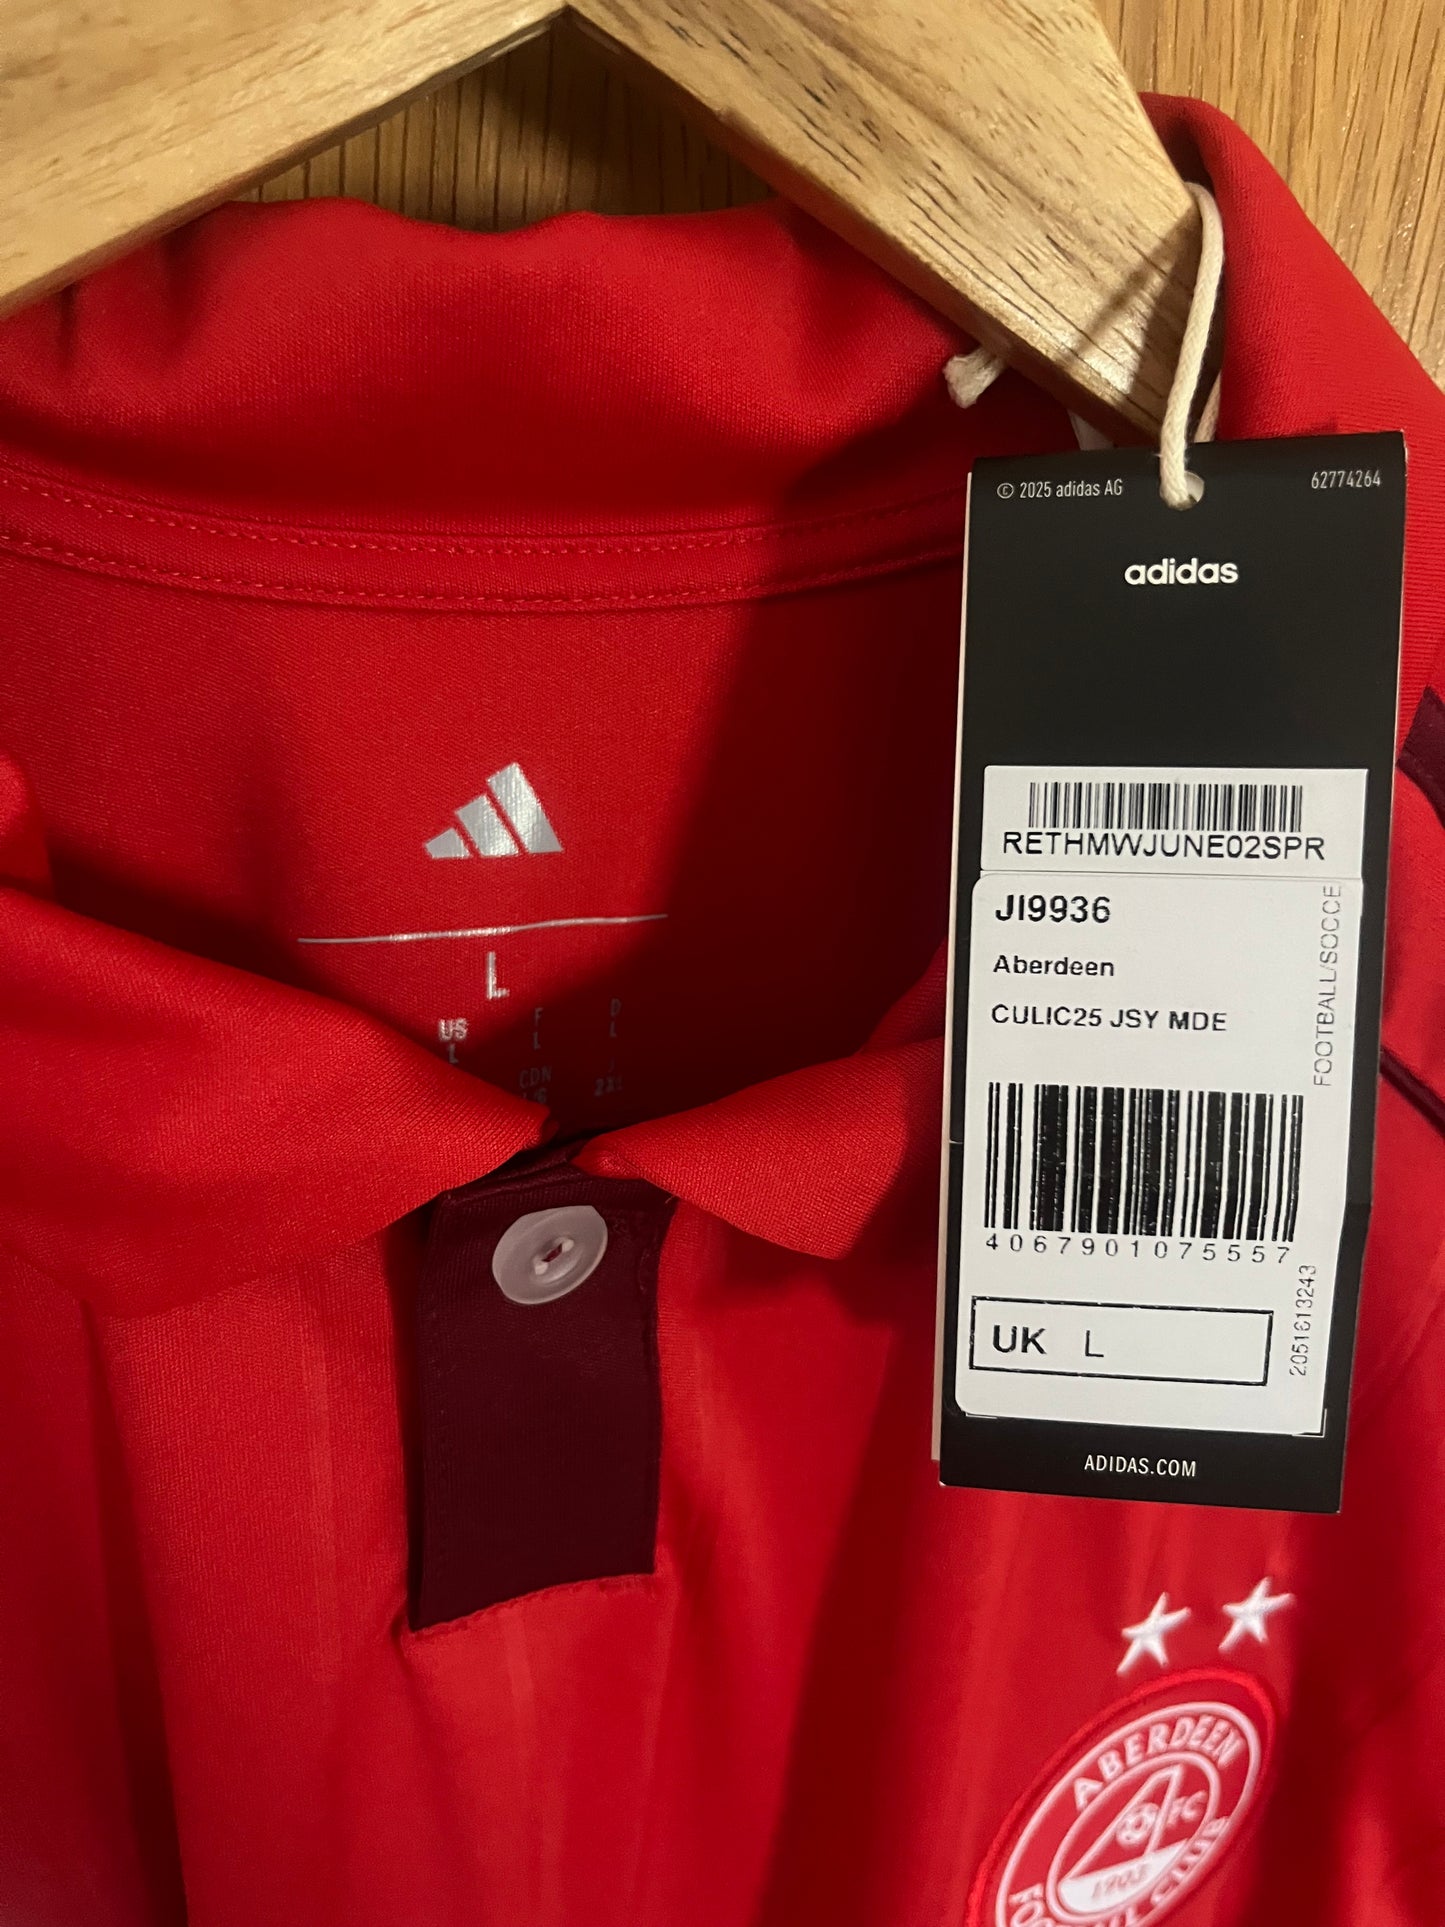 © 2025 adidas AG
62774264
adidas
RETHMWJUNE02SPR
JI9936
Aberdeen
CULIC25 JSY MDE
FOOTBALL/SOCCE
4067901075557
2051613243
UK L
ADIDAS.COM
L
US F D
L L L
CDN J
2XL
ABERDEEN
FC
1903
FOOTBALL CLUB